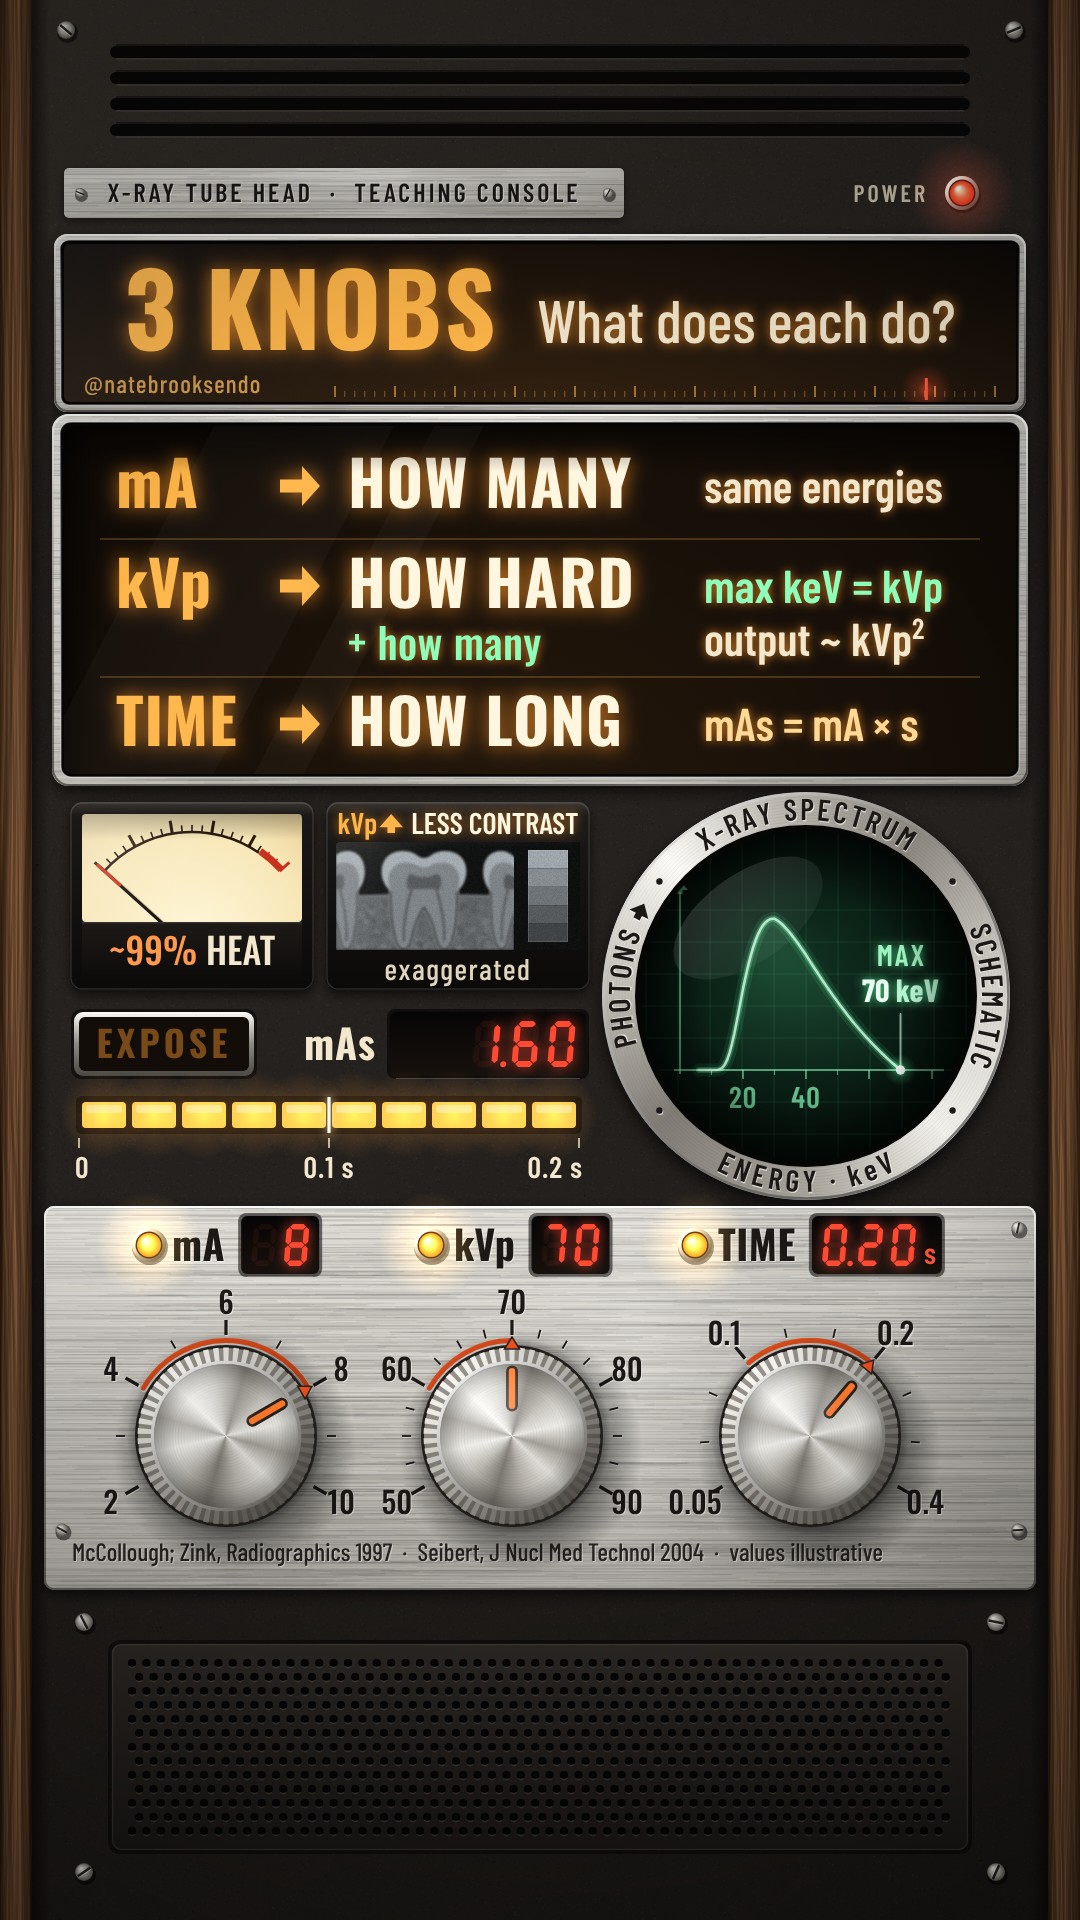 X-RAY TUBE HEAD · TEACHING CONSOLE
POWER
3 KNOBS What does each do?
@natebrooksendo
mA → HOW MANY same energies
kVp → HOW HARD max keV = kVp
+ how many output ~ kVp²
TIME → HOW LONG mAs = mA × s
~99% HEAT
kVp↑ LESS CONTRAST
exaggerated
X-RAY SPECTRUM
PHOTONS ↑
SCHEMATIC
MAX
70 keV
20 40
ENERGY · keV
EXPOSE
mAs 1.60
0 0.1 s 0.2 s
mA 8 kVp 70 TIME 0.20 s
6 70
0.1 0.2
4 8 60 80
2 10 50 90 0.05 0.4
McCollough; Zink, Radiographics 1997 · Seibert, J Nucl Med Technol 2004 · values illustrative